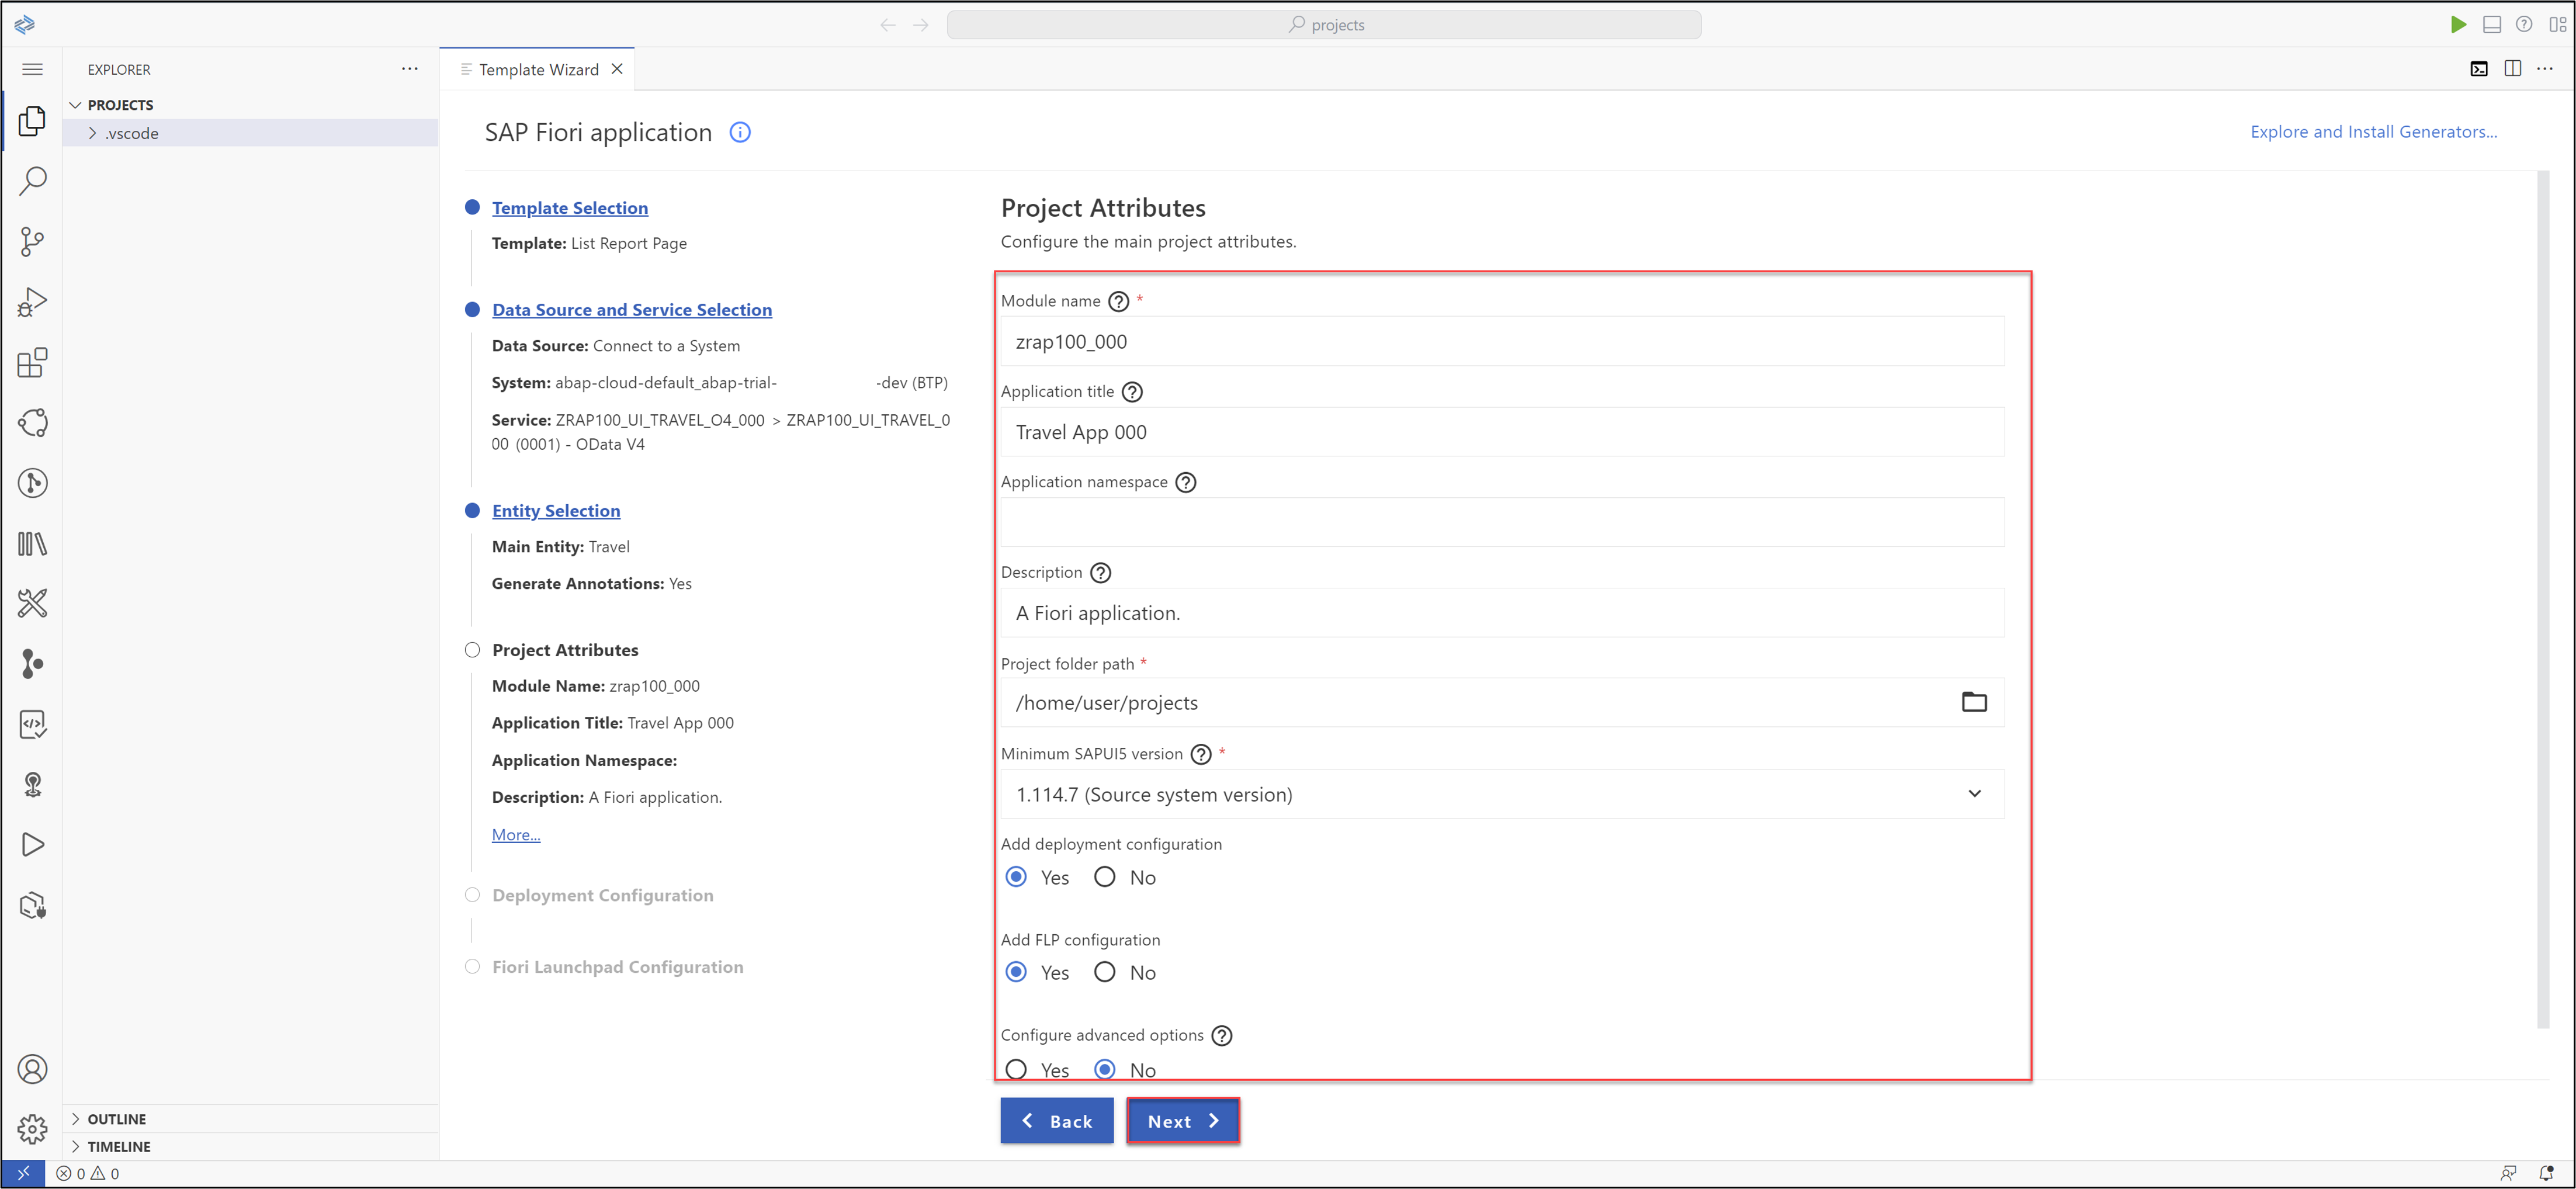 projects
EXPLORER
PROJECTS
.vscode
OUTLINE
TIMELINE
Template Wizard
SAP Fiori application
Explore and Install Generators...
Template Selection
Template: List Report Page
Data Source and Service Selection
Data Source: Connect to a System
System: abap-cloud-default_abap-trial- -dev (BTP)
Service: ZRAP100_UI_TRAVEL_O4_000 > ZRAP100_UI_TRAVEL_0
00 (0001) - OData V4
Entity Selection
Main Entity: Travel
Generate Annotations: Yes
Project Attributes
Module Name: zrap100_000
Application Title: Travel App 000
Application Namespace:
Description: A Fiori application.
More...
Deployment Configuration
Fiori Launchpad Configuration
Project Attributes
Configure the main project attributes.
Module name ? *
zrap100_000
Application title ?
Travel App 000
Application namespace ?
Description ?
A Fiori application.
Project folder path *
/home/user/projects
Minimum SAPUI5 version ? *
1.114.7 (Source system version)
Add deployment configuration
Yes No
Add FLP configuration
Yes No
Configure advanced options ?
Yes No
Back Next
0 0